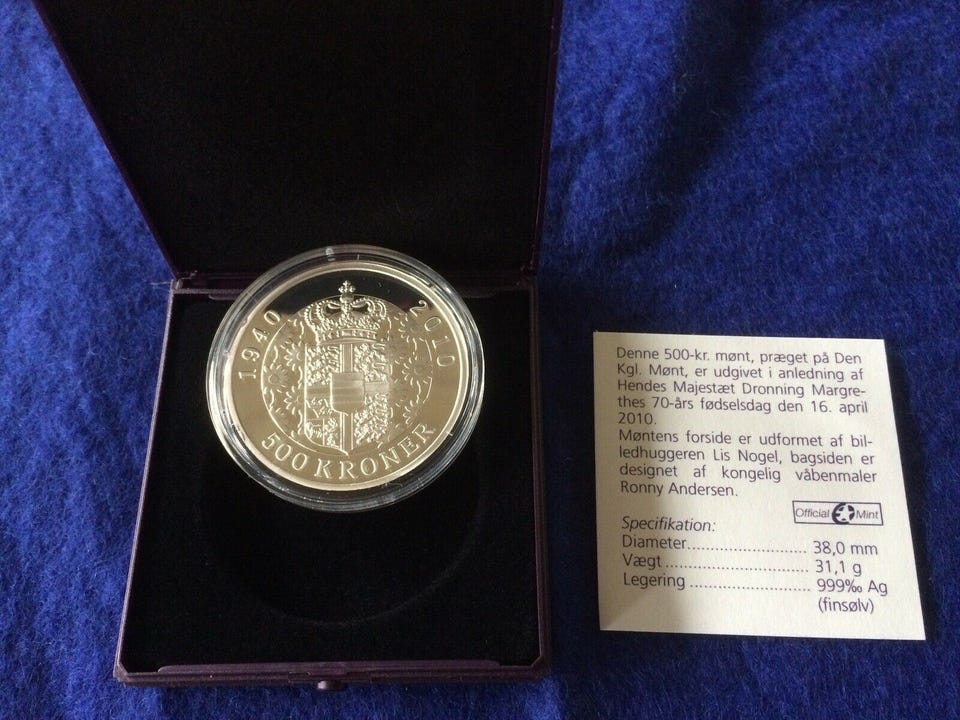 1940 2010
500 KRONER
Denne 500-kr. mønt, præget på Den
Kgl. Mønt, er udgivet i anledning af
Hendes Majestæt Dronning Margre-
thes 70-års fødselsdag den 16. april
2010.
Møntens forside er udformet af bil-
ledhuggeren Lis Nogel, bagsiden er
designet af kongelig våbenmaler
Ronny Andersen.
Official Mint
Specifikation:
Diameter............................ 38,0 mm
Vægt ................................. 31,1 g
Legering ............................ 999‰ Ag
(finsølv)